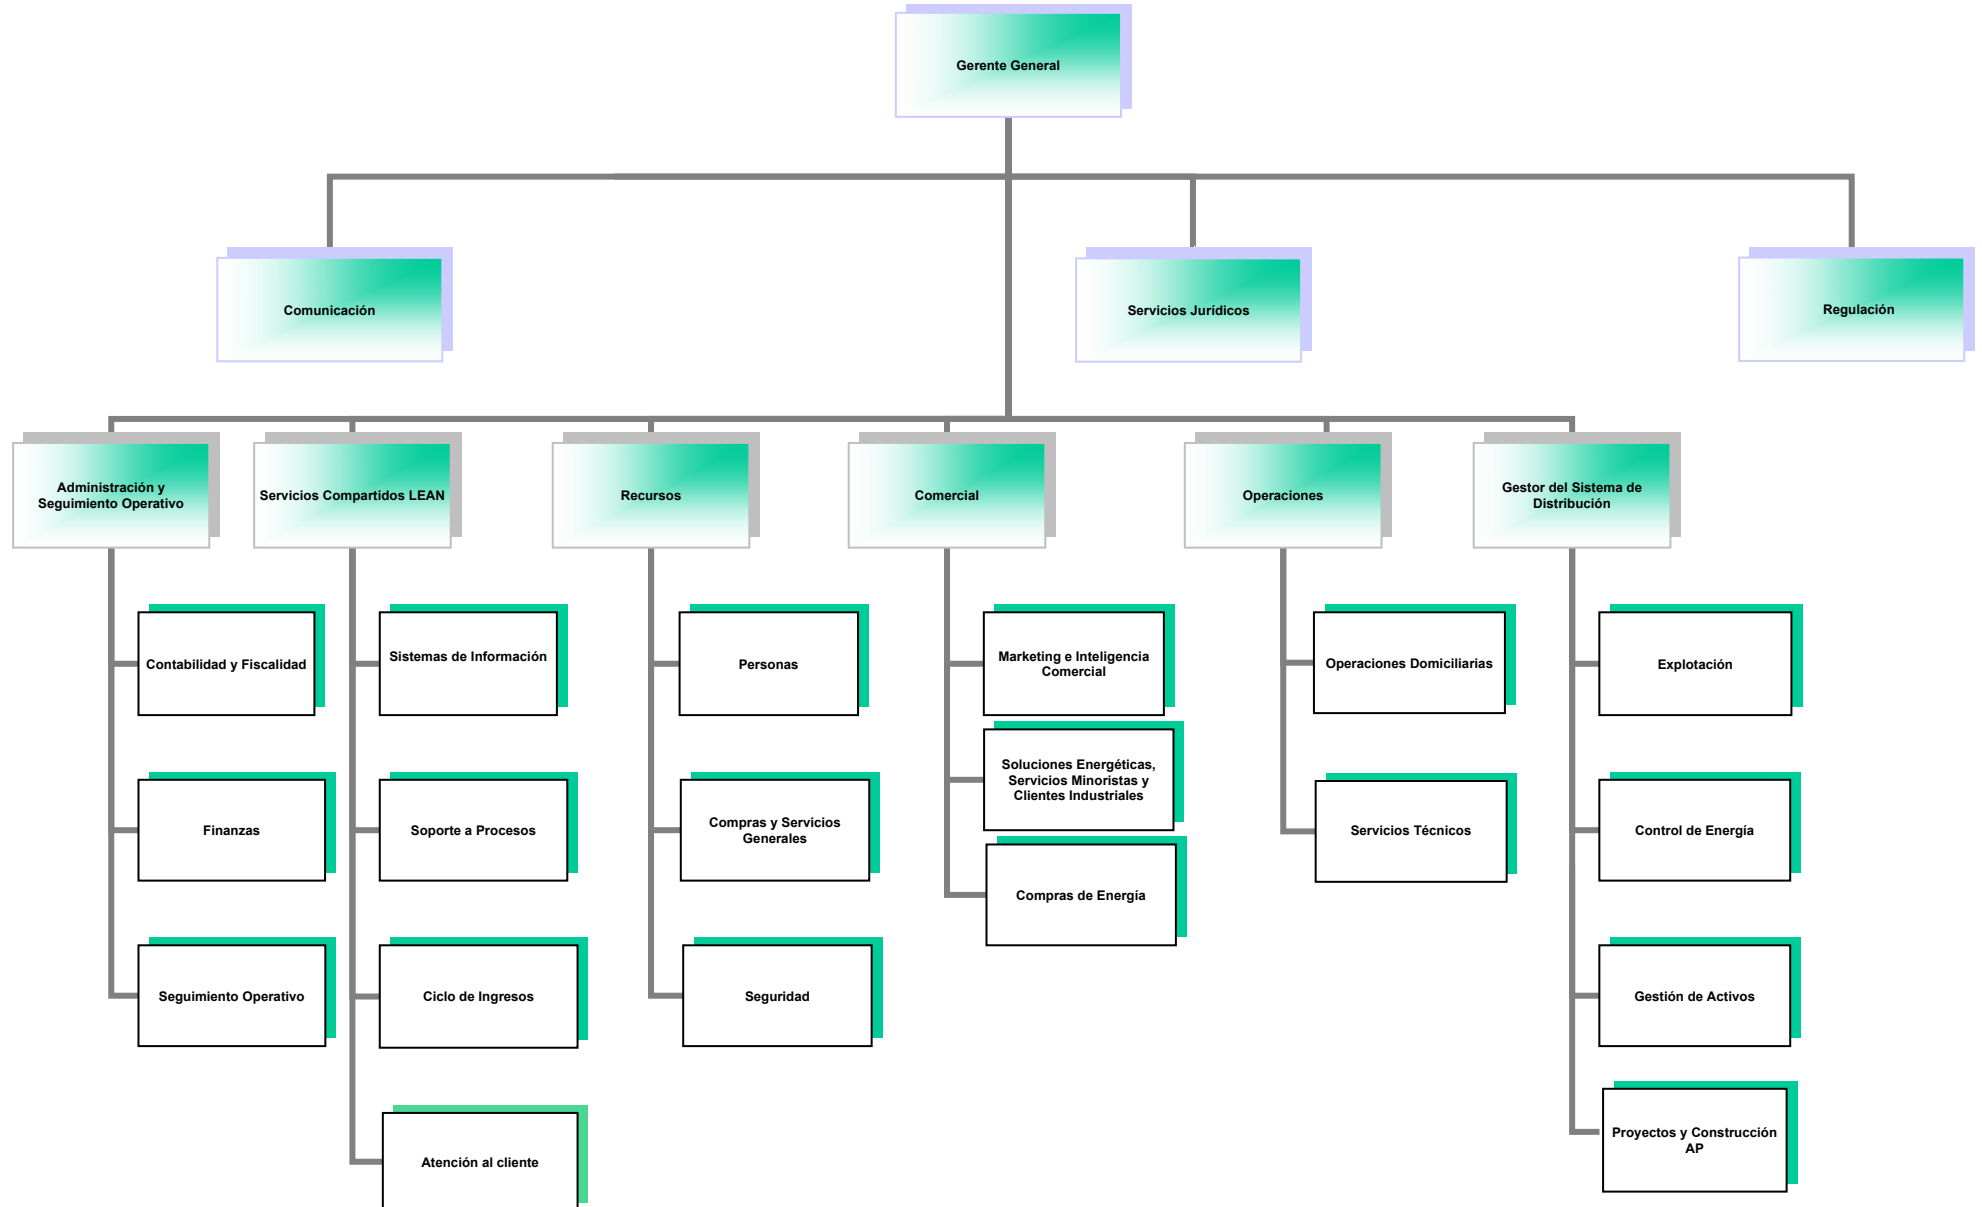 Gerente General
Comunicación
Servicios Jurídicos
Regulación
Administración y
Seguimiento Operativo
Servicios Compartidos LEAN
Recursos
Comercial
Operaciones
Gestor del Sistema de
Distribución
Contabilidad y Fiscalidad
Sistemas de Información
Personas
Marketing e Inteligencia
Comercial
Operaciones Domiciliarias
Explotación
Soluciones Energéticas,
Servicios Minoristas y
Clientes Industriales
Finanzas
Soporte a Procesos
Compras y Servicios
Generales
Servicios Técnicos
Control de Energía
Compras de Energía
Seguimiento Operativo
Ciclo de Ingresos
Seguridad
Gestión de Activos
Atención al cliente
Proyectos y Construcción
AP